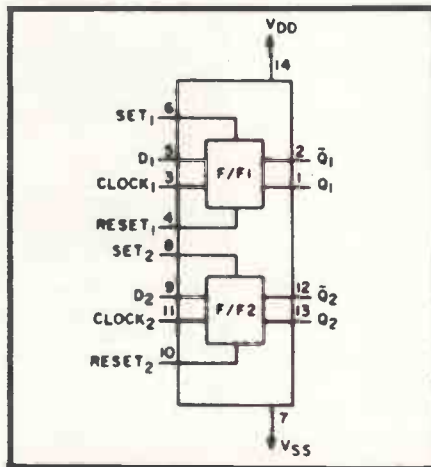 VDD
14
6
SET1
5
D1
2
Q̄1
F/F1
3
CLOCK1
1
Q1
4
RESET1
8
SET2
9
D2
12
Q̄2
F/F2
11
CLOCK2
13
Q2
10
RESET2
7
VSS